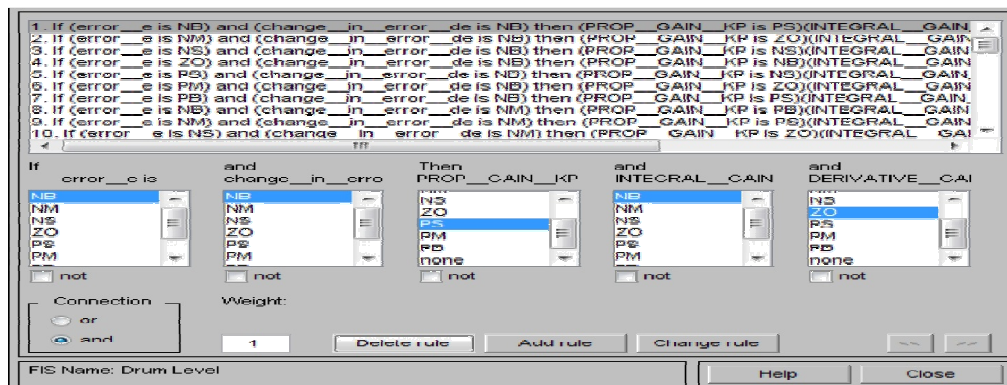 1. If (error__e is NB) and (change__in__error__de is NB) then (PROP__GAIN__KP is PS)(INTEGRAL__GAIN
2. If (error__e is NM) and (change__in__error__de is NB) then (PROP__GAIN__KP is ZO)(INTEGRAL__GAIN
3. If (error__e is NS) and (change__in__error__de is NB) then (PROP__GAIN__KP is NS)(INTEGRAL__GAIN
4. If (error__e is ZO) and (change__in__error__de is NB) then (PROP__GAIN__KP is NB)(INTEGRAL__GAIN
5. If (error__e is PS) and (change__in__error__de is NB) then (PROP__GAIN__KP is NS)(INTEGRAL__GAIN
6. If (error__e is PM) and (change__in__error__de is NB) then (PROP__GAIN__KP is ZO)(INTEGRAL__GAIN
7. If (error__e is PB) and (change__in__error__de is NB) then (PROP__GAIN__KP is PS)(INTEGRAL__GAIN
8. If (error__e is NB) and (change__in__error__de is NM) then (PROP__GAIN__KP is PB)(INTEGRAL__GAIN
9. If (error__e is NM) and (change__in__error__de is NM) then (PROP__GAIN__KP is PS)(INTEGRAL__GAIN
10. If (error__e is NS) and (change__in__error__de is NM) then (PROP__GAIN__KP is ZO)(INTEGRAL__GAI
If and Then and and
error__e is change__in__erro PROP__GAIN__KP INTEGRAL__GAIN DERIVATIVE__GAI
NB NB NS NB NS
NM NM ZO NM ZO
NS NS PS NS PS
ZO ZO PM ZO PM
PS PS PB PS PB
PM PM none PM none
not not not not not
Connection Weight:
or
and 1 Delete rule Add rule Change rule << >>
FIS Name: Drum Level Help Close